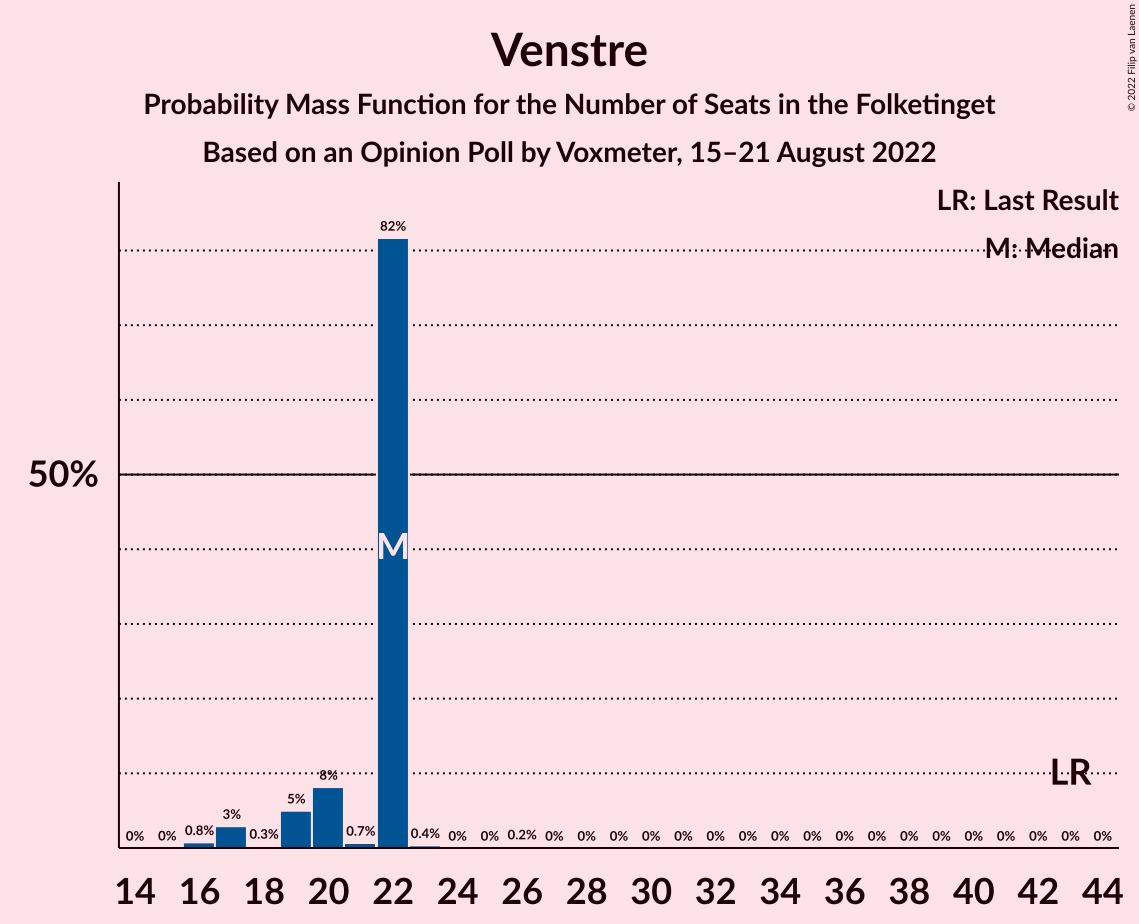 Venstre
Probability Mass Function for the Number of Seats in the Folketinget
Based on an Opinion Poll by Voxmeter, 15–21 August 2022
© 2022 Filip van Laenen
LR: Last Result
M: Median
82%
50%
M
LR
0% 0% 0.8% 3% 0.3% 5% 8% 0.7% 0.4% 0% 0% 0.2% 0% 0% 0% 0% 0% 0% 0% 0% 0% 0% 0% 0% 0% 0% 0% 0% 0% 0%
14 16 18 20 22 24 26 28 30 32 34 36 38 40 42 44